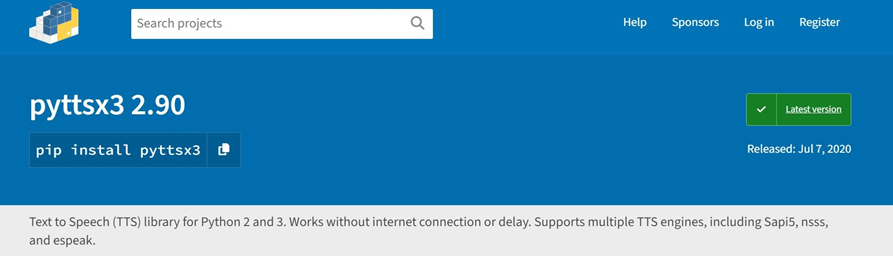 Search projects
Help Sponsors Log in Register
pyttsx3 2.90
Latest version
pip install pyttsx3
Released: Jul 7, 2020
Text to Speech (TTS) library for Python 2 and 3. Works without internet connection or delay. Supports multiple TTS engines, including Sapi5, nsss,
and espeak.